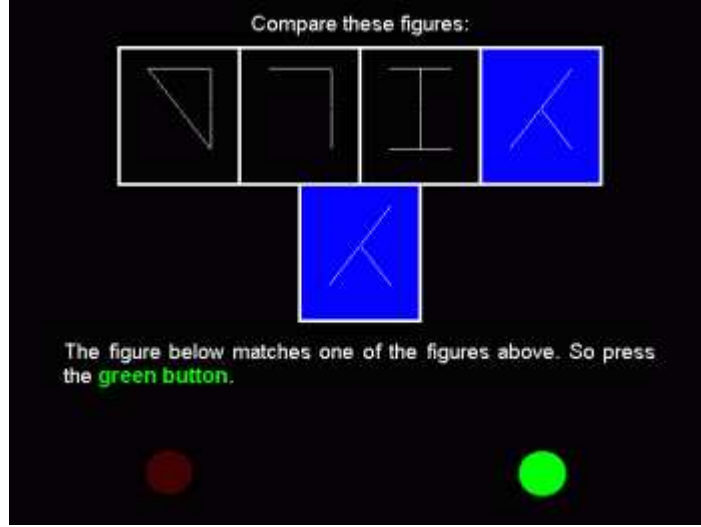 Compare these figures:
The figure below matches one of the figures above. So press
the green button.